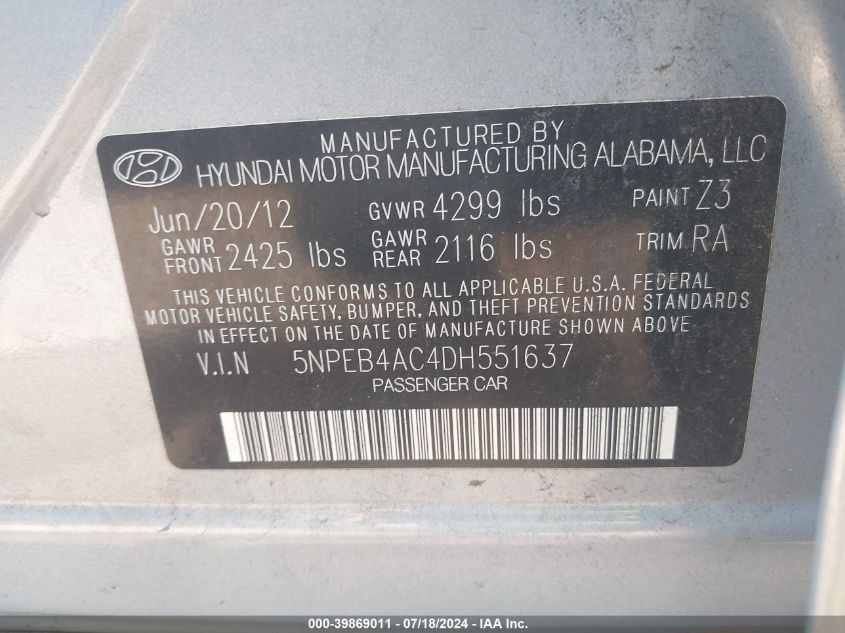 MANUFACTURED BY
HYUNDAI MOTOR MANUFACTURING ALABAMA, LLC
Jun/20/12 GVWR 4299 lbs PAINT Z3
GAWR FRONT 2425 lbs GAWR REAR 2116 lbs TRIM RA
THIS VEHICLE CONFORMS TO ALL APPLICABLE U.S.A. FEDERAL
MOTOR VEHICLE SAFETY, BUMPER, AND THEFT PREVENTION STANDARDS
IN EFFECT ON THE DATE OF MANUFACTURE SHOWN ABOVE
V.I.N 5NPEB4AC4DH551637
PASSENGER CAR
000-39869011 - 07/18/2024 - IAA Inc.